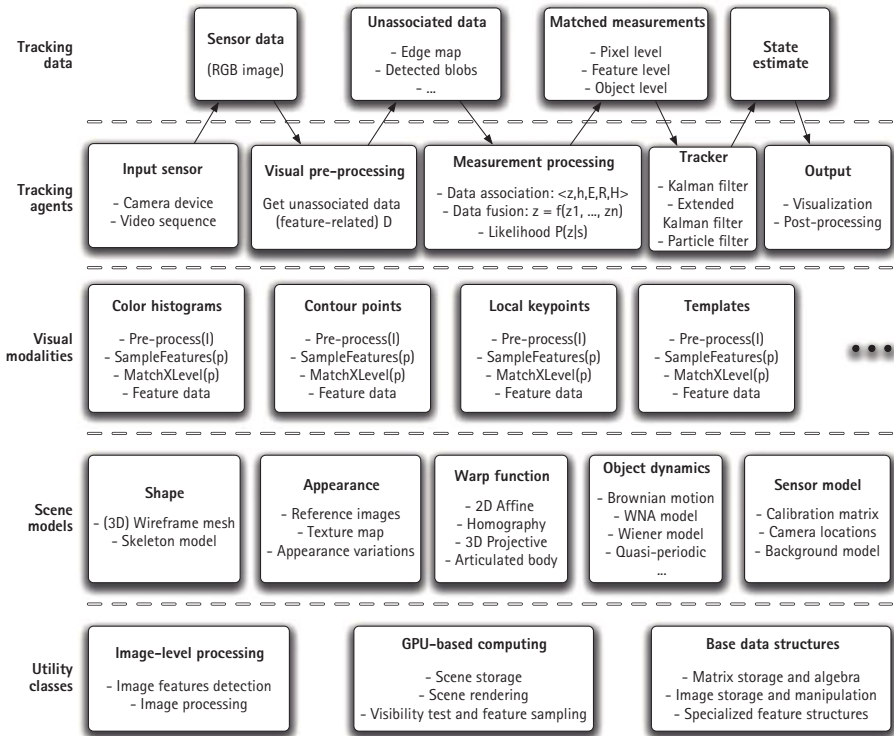 Tracking
data
Sensor data
(RGB image)
Unassociated data
- Edge map
- Detected blobs
- ...
Matched measurements
- Pixel level
- Feature level
- Object level
State
estimate
Tracking
agents
Input sensor
- Camera device
- Video sequence
Visual pre-processing
Get unassociated data
(feature-related) D
Measurement processing
- Data association: <z,h,E,R,H>
- Data fusion: z = f(z1, ..., zn)
- Likelihood P(z|s)
Tracker
- Kalman filter
- Extended
Kalman filter
- Particle filter
Output
- Visualization
- Post-processing
Visual
modalities
Color histograms
- Pre-process(I)
- SampleFeatures(p)
- MatchXLevel(p)
- Feature data
Contour points
- Pre-process(I)
- SampleFeatures(p)
- MatchXLevel(p)
- Feature data
Local keypoints
- Pre-process(I)
- SampleFeatures(p)
- MatchXLevel(p)
- Feature data
Templates
- Pre-process(I)
- SampleFeatures(p)
- MatchXLevel(p)
- Feature data
Scene
models
Shape
- (3D) Wireframe mesh
- Skeleton model
Appearance
- Reference images
- Texture map
- Appearance variations
Warp function
- 2D Affine
- Homography
- 3D Projective
- Articulated body
Object dynamics
- Brownian motion
- WNA model
- Wiener model
- Quasi-periodic
...
Sensor model
- Calibration matrix
- Camera locations
- Background model
Utility
classes
Image-level processing
- Image features detection
- Image processing
GPU-based computing
- Scene storage
- Scene rendering
- Visibility test and feature sampling
Base data structures
- Matrix storage and algebra
- Image storage and manipulation
- Specialized feature structures